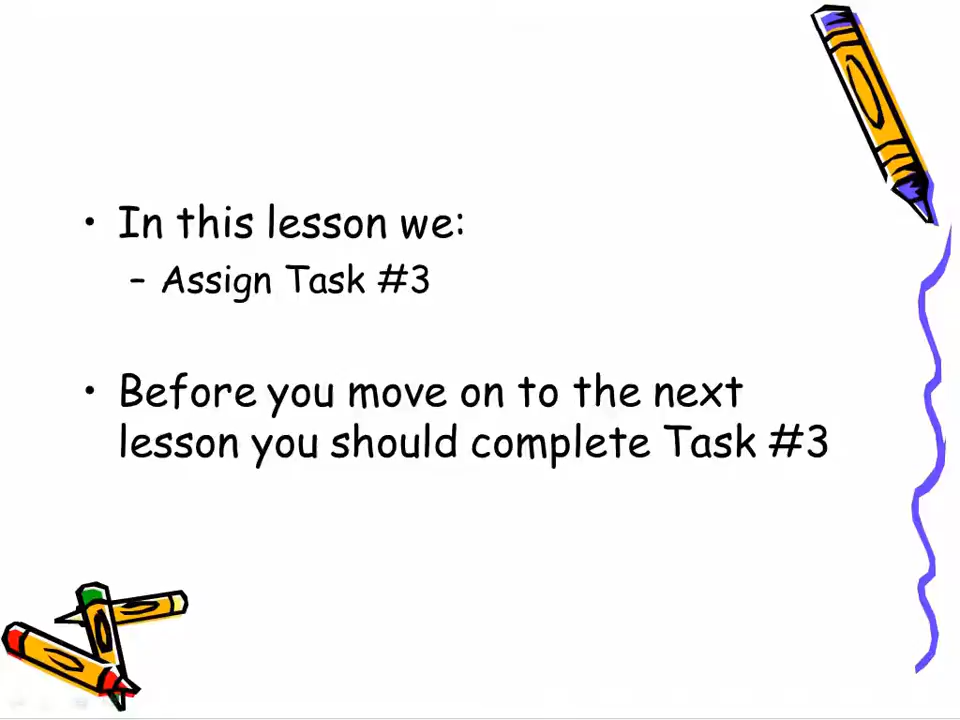 • In this lesson we:
– Assign Task #3
• Before you move on to the next
lesson you should complete Task #3